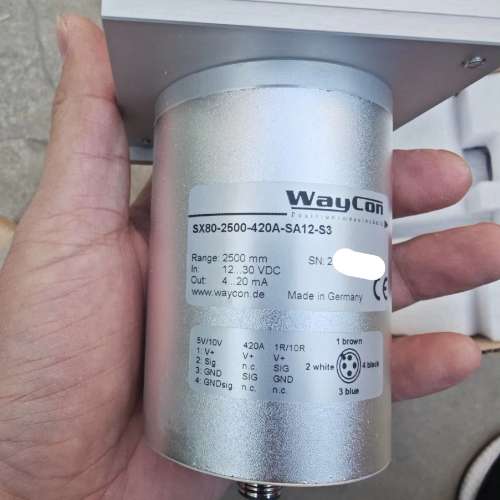 WayCon
SX80-2500-420A-SA12-S3
Range: 2500 mm
SN: 2
In: 12...30 VDC
Out: 4...20 mA
www.waycon.de
Made in Germany
CE
5V/10V 420A 1R/10R
1: V+ V+ V+
2: Sig n.c. SIG
3: GND SIG GND
4: GNDsig n.c. n.c.
1 brown
2 white
4 black
3 blue